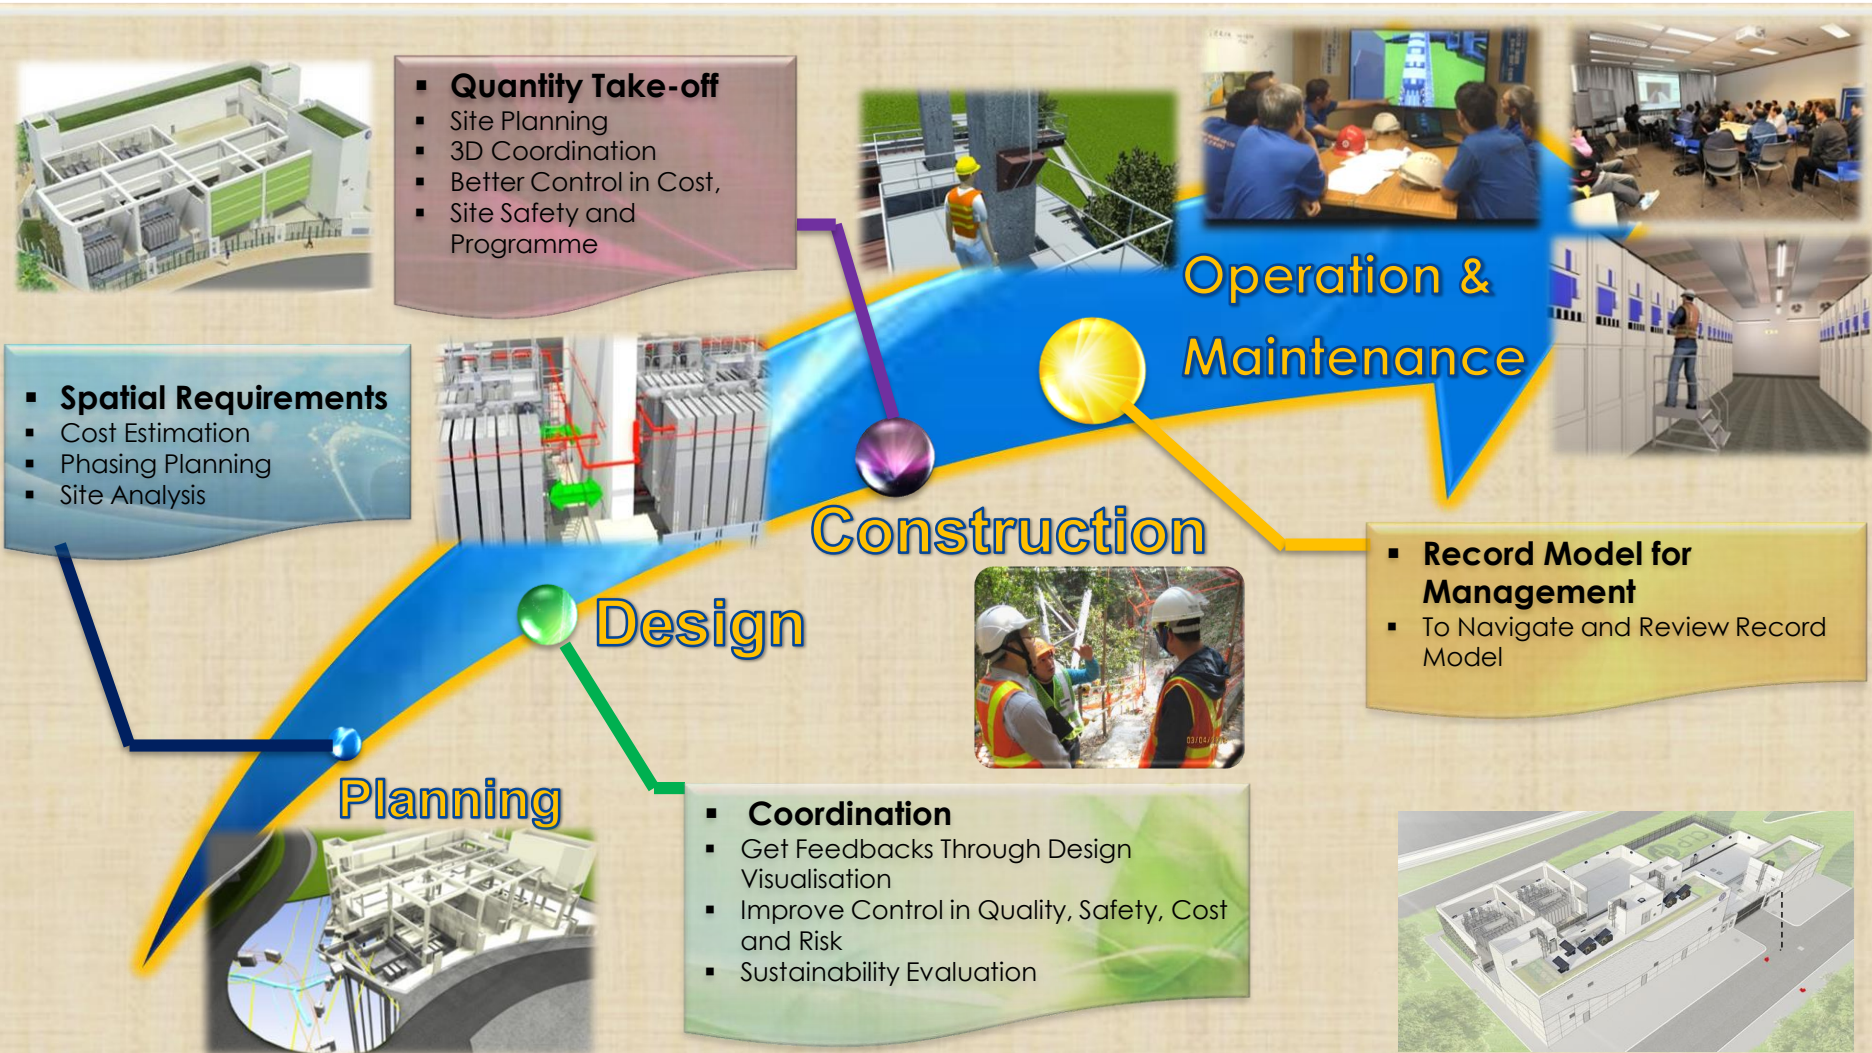 ▪ Quantity Take-off
▪ Site Planning
▪ 3D Coordination
▪ Better Control in Cost,
▪ Site Safety and
Programme
Operation &
Maintenance
▪ Spatial Requirements
▪ Cost Estimation
▪ Phasing Planning
▪ Site Analysis
Construction
▪ Record Model for
Management
▪ To Navigate and Review Record
Model
Design
Planning
▪ Coordination
▪ Get Feedbacks Through Design
Visualisation
▪ Improve Control in Quality, Safety, Cost
and Risk
▪ Sustainability Evaluation